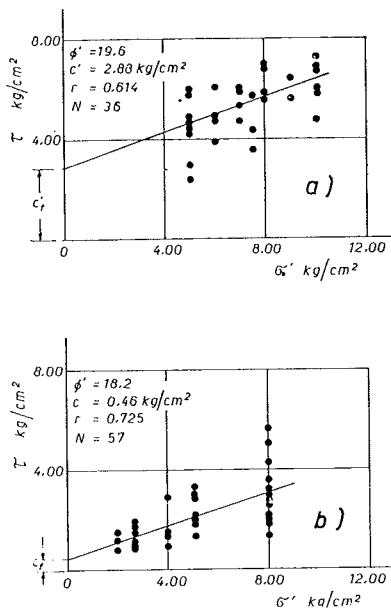 8.00
ϕ' = 19.6
c' = 2.88 kg/cm²
r = 0.614
N = 36
τ kg/cm²
4.00
c'f
a)
0
0
4.00
8.00
12.00
σ' kg/cm²
8.00
ϕ' = 18.2
c = 0.46 kg/cm²
r = 0.725
N = 57
τ kg/cm²
4.00
b)
0
0
4.00
8.00
12.00
σ' kg/cm²